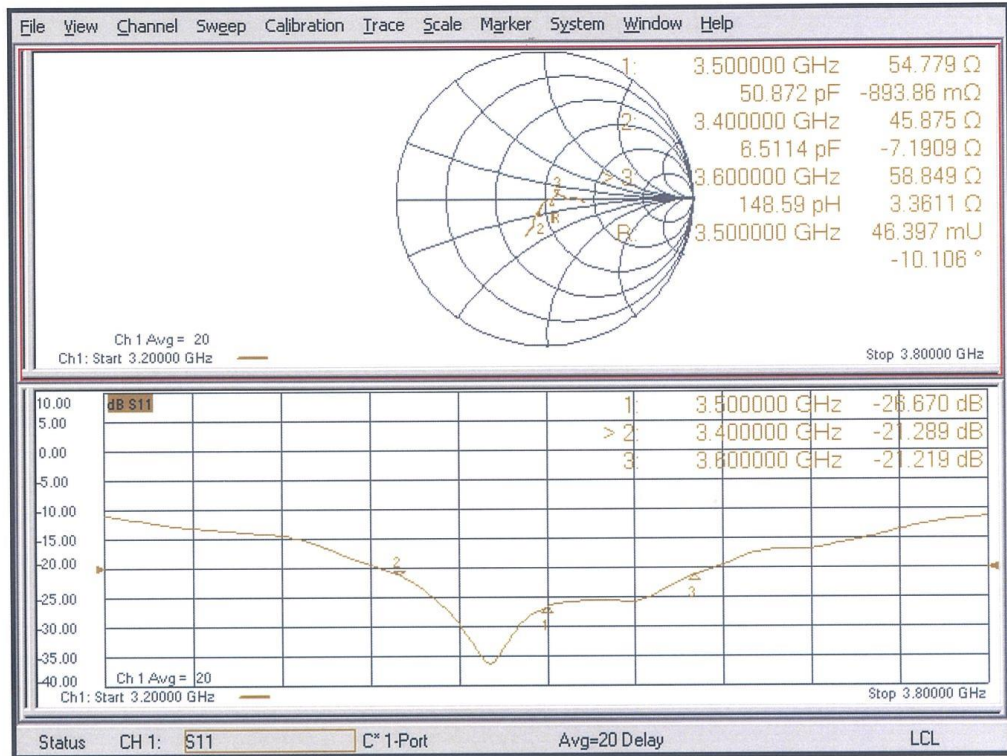 File View Channel Sweep Calibration Trace Scale Marker System Window Help
1: 3.500000 GHz 54.779 Ω
50.872 pF -893.86 mΩ
2: 3.400000 GHz 45.875 Ω
6.5114 pF -7.1909 Ω
> 3: 3.600000 GHz 58.849 Ω
148.59 pH 3.3611 Ω
R: 3.500000 GHz 46.397 mU
-10.106 °
3
R
2
Ch 1 Avg = 20
Ch1: Start 3.20000 GHz
Stop 3.80000 GHz
10.00
dB S11
1: 3.500000 GHz -26.670 dB
5.00
> 2: 3.400000 GHz -21.289 dB
0.00
3: 3.600000 GHz -21.219 dB
-5.00
-10.00
-15.00
-20.00
2
-25.00
3
1
-30.00
-35.00
-40.00
Ch 1 Avg = 20
Ch1: Start 3.20000 GHz
Stop 3.80000 GHz
Status CH 1: S11 C* 1-Port Avg=20 Delay LCL